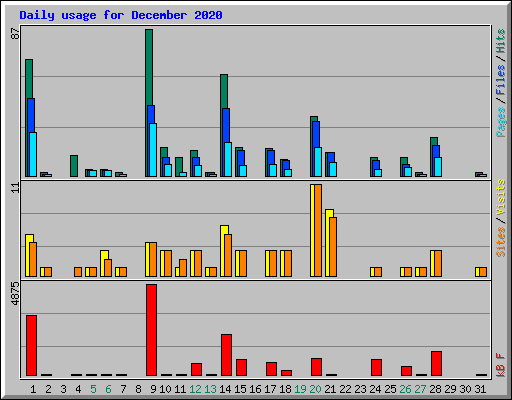 Daily usage for December 2020
87
Pages / Files / Hits
11
Sites / Visits
4875
kB F
1 2 3 4 5 6 7 8 9 10 11 12 13 14 15 16 17 18 19 20 21 22 23 24 25 26 27 28 29 30 31